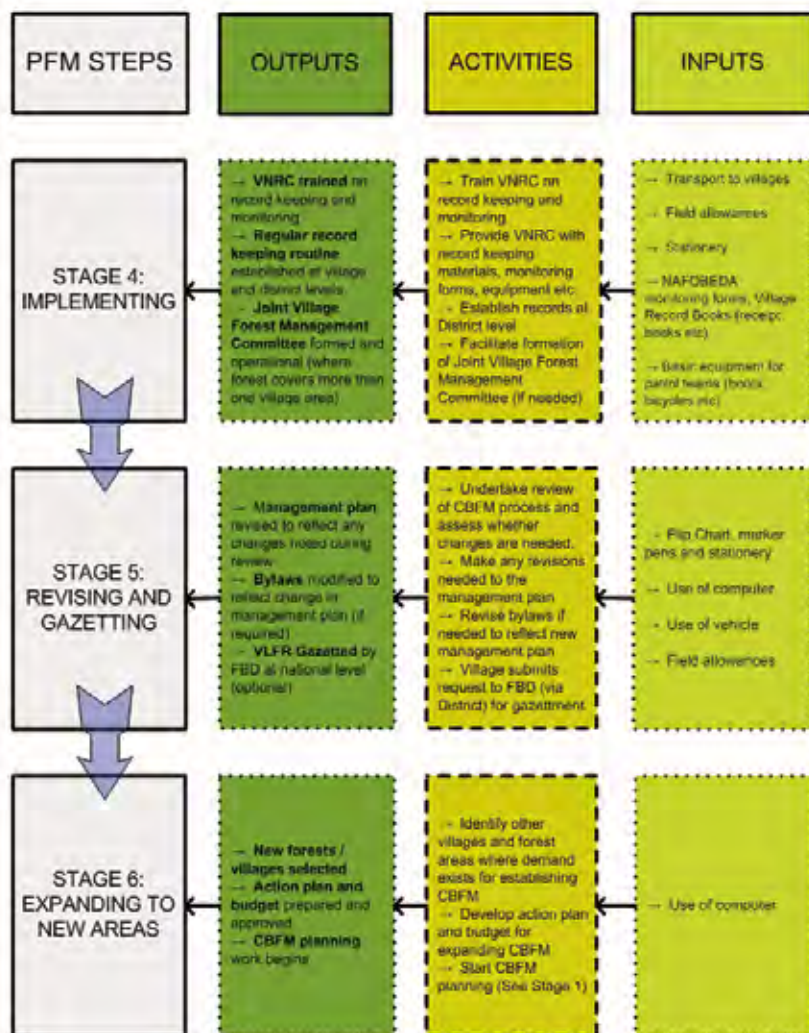 PFM STEPS
OUTPUTS
ACTIVITIES
INPUTS
STAGE 4:
IMPLEMENTING
→ VNRC trained on
record keeping and
monitoring
→ Regular record
keeping routine
established at village
and district levels
→ Joint Village
Forest Management
Committee formed and
operational (where
forest covers more than
one village area)
→ Train VNRC on
record keeping and
monitoring
→ Provide VNRC with
record keeping
materials, monitoring
forms, equipment etc
→ Establish records at
District level
→ Facilitate formation
of Joint Village Forest
Management
Committee (if needed)
→ Transport to villages
→ Field allowances
→ Stationery
→ NAFOBEDA
monitoring forms, Village
Record Books (receipt
books etc)
→ Basic equipment for
patrol teams (boots,
bicycles etc)
STAGE 5:
REVISING AND
GAZETTING
→ Management plan
revised to reflect any
changes noted during
review
→ Bylaws modified to
reflect change in
management plan (if
required)
→ VLFR Gazetted by
FBD at national level
(optional)
→ Undertake review
of CBFM process and
assess whether
changes are needed.
→ Make any revisions
needed to the
management plan
→ Revise bylaws if
needed to reflect new
management plan
→ Village submits
request to FBD (via
District) for gazettment
→ Flip Chart, marker
pens and stationery
→ Use of computer
→ Use of vehicle
→ Field allowances
STAGE 6:
EXPANDING TO
NEW AREAS
→ New forests /
villages selected
→ Action plan and
budget prepared and
approved
→ CBFM planning
work begins
→ Identify other
villages and forest
areas where demand
exists for establishing
CBFM
→ Develop action plan
and budget for
expanding CBFM
→ Start CBFM
planning (See Stage 1)
→ Use of computer